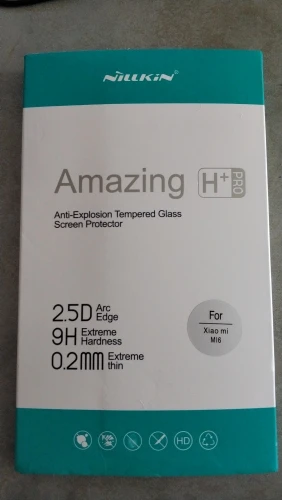 NILLKIN
Amazing H+ PRO
Anti-Explosion Tempered Glass
Screen Protector
2.5D Arc Edge
9H Extreme Hardness
0.2MM Extreme thin
For
Xiao mi
MI6
HD